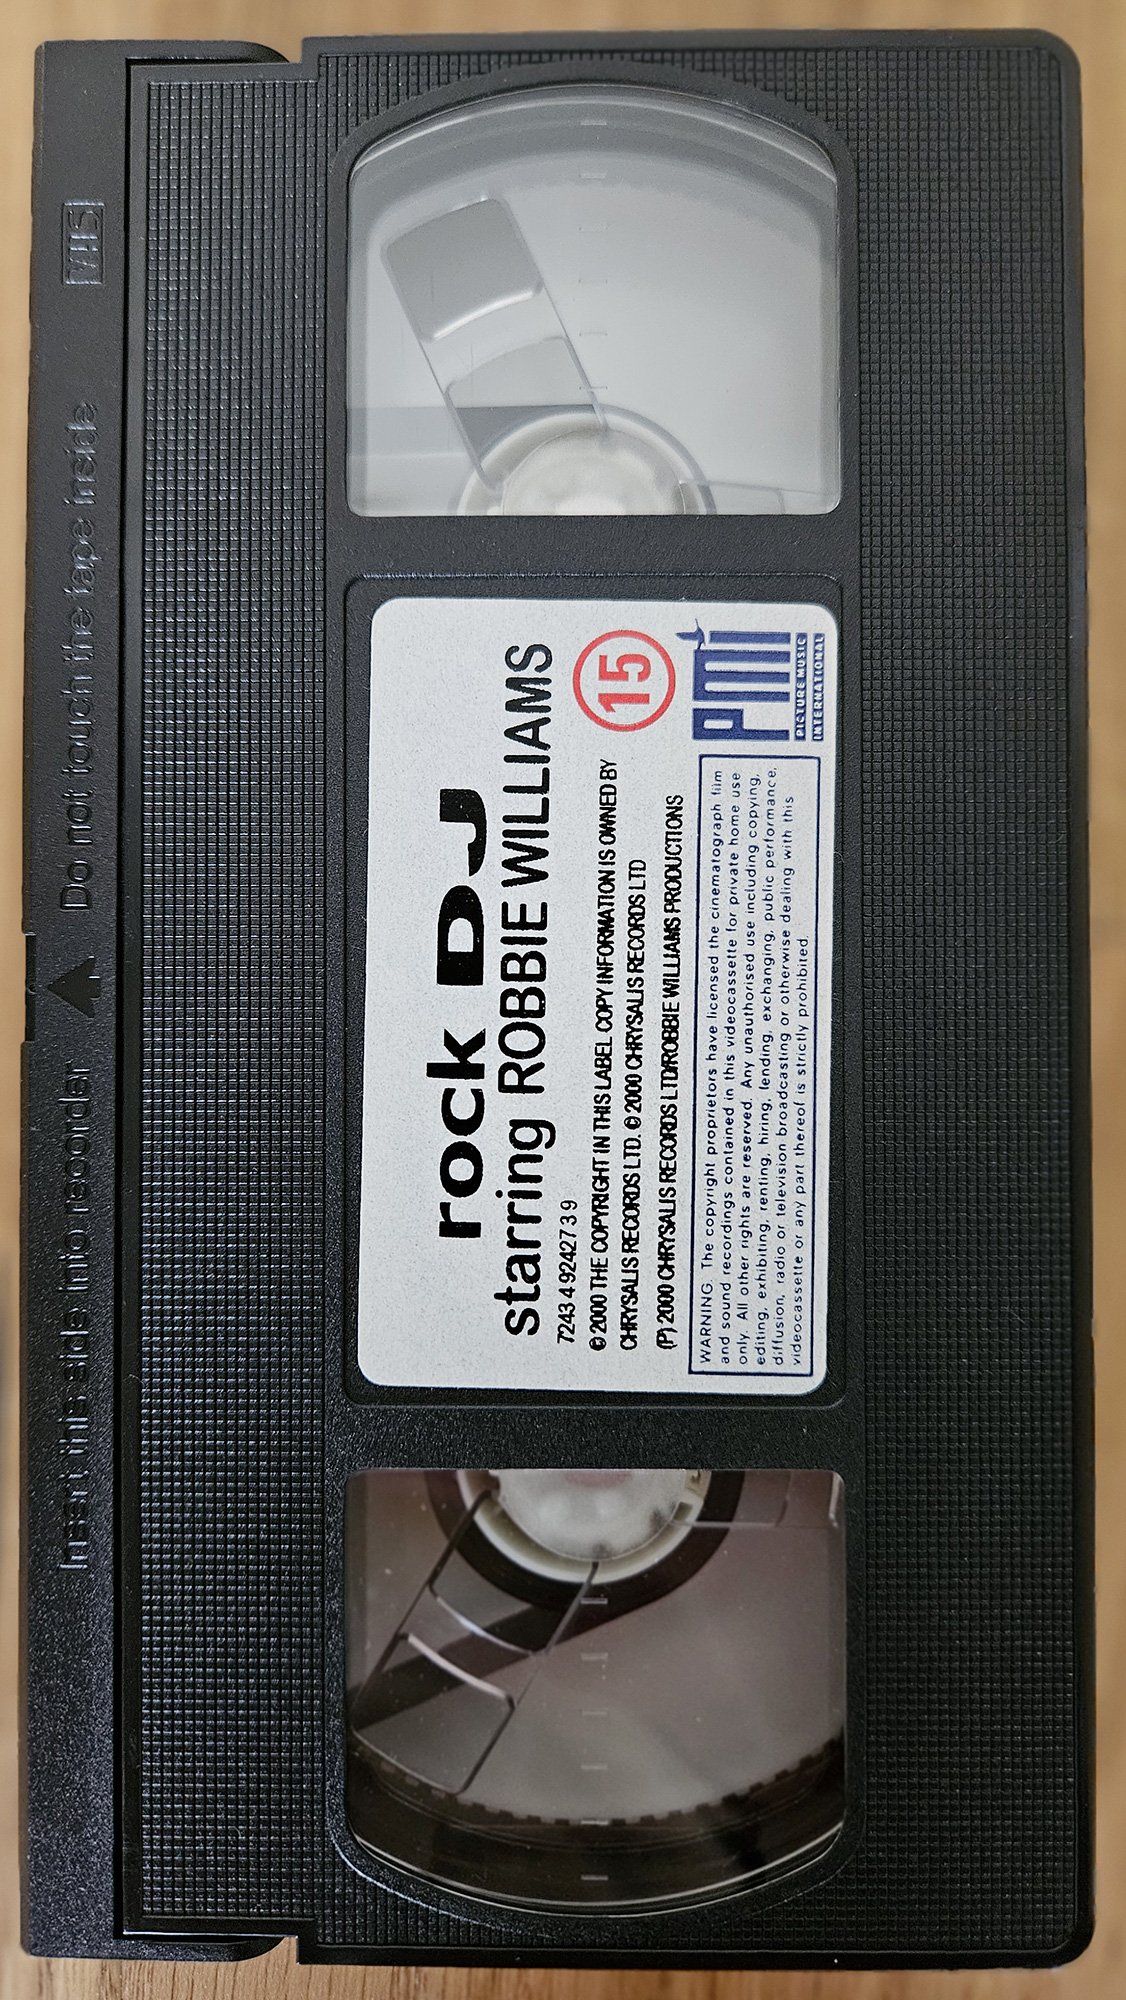 VHS
Insert this side into recorder
Do not touch the tape inside
rock DJ
starring ROBBIE WILLIAMS
7243 4 924273 9
15
© 2000 THE COPYRIGHT IN THIS LABEL COPY INFORMATION IS OWNED BY
CHRYSALIS RECORDS LTD. © 2000 CHRYSALIS RECORDS LTD
(P) 2000 CHRYSALIS RECORDS LTD/ROBBIE WILLIAMS PRODUCTIONS
WARNING. The copyright proprietors have licensed the cinematograph film
and sound recordings contained in this videocassette for private home use
only. All other rights are reserved. Any unauthorised use including copying,
editing, exhibiting, renting, hiring, lending, exchanging, public performance,
diffusion, radio or television broadcasting or otherwise dealing with this
videocassette or any part thereof is strictly prohibited.
PMI
PICTURE MUSIC
INTERNATIONAL